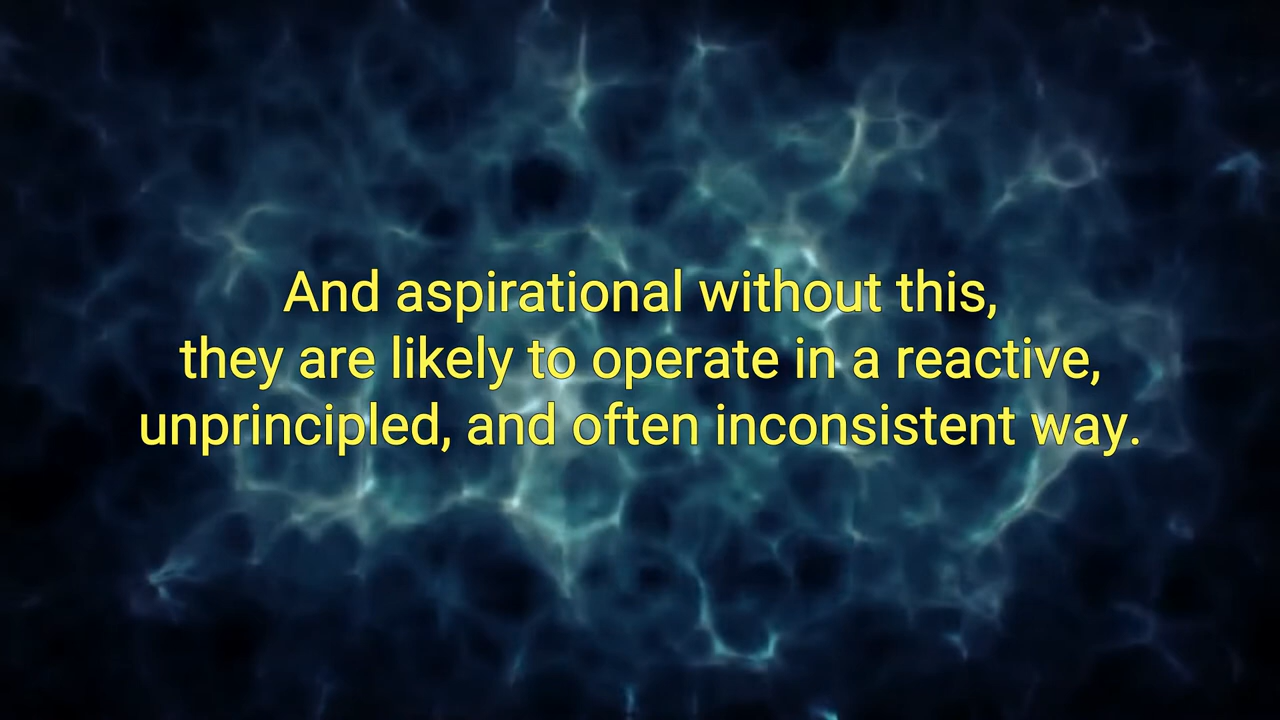 And aspirational without this,
they are likely to operate in a reactive,
unprincipled, and often inconsistent way.